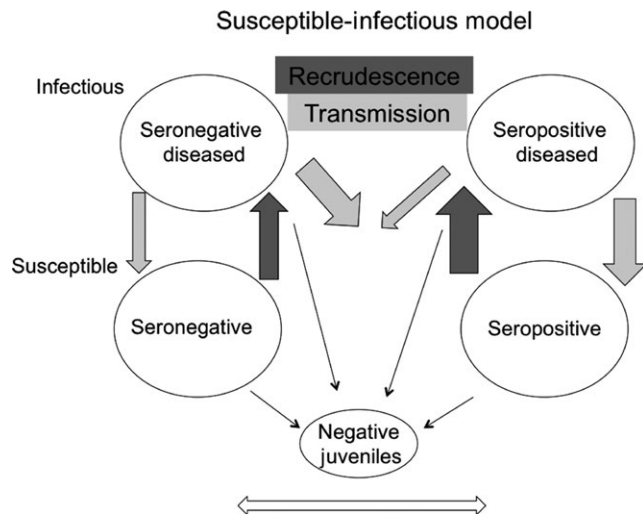 Susceptible-infectious model
Recrudescence
Transmission
Infectious
Seronegative
diseased
Seropositive
diseased
Susceptible
Seronegative
Seropositive
Negative
juveniles